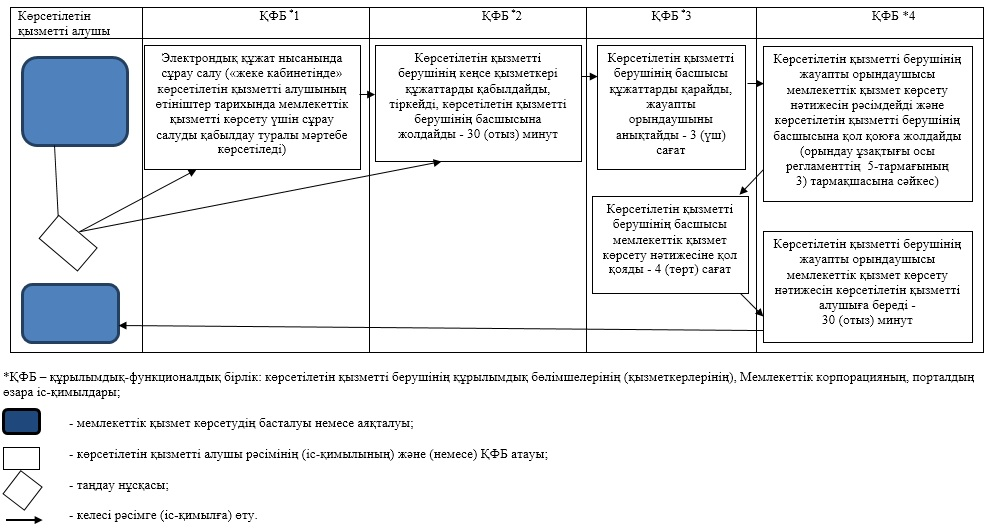 Көрсетілетін
қызметті алушы
ҚФБ *1
ҚФБ *2
ҚФБ *3
ҚФБ *4
Электрондық құжат нысанында
сұрау салу («жеке кабинетінде»
көрсетілетін қызметті алушының
өтініштер тарихында мемлекеттік
қызметті көрсету үшін сұрау
салуды қабылдау туралы мәртебе
көрсетіледі)
Көрсетілетін қызметті
берушінің кеңсе қызметкері
құжаттарды қабылдайды,
тіркейді, көрсетілетін қызметті
берушінің басшысына
жолдайды - 30 (отыз) минут
Көрсетілетін қызметті
берушінің басшысы
құжаттарды қарайды,
жауапты
орындаушыны
анықтайды - 3 (үш)
сағат
Көрсетілетін қызметті берушінің
жауапты орындаушысы
мемлекеттік қызмет көрсету
нәтижесін рәсімдейді және
көрсетілетін қызметті берушінің
басшысына қол қоюға жолдайды
(орындау ұзақтығы осы
регламенттің 5-тармағының
3) тармақшасына сәйкес)
Көрсетілетін қызметті
берушінің басшысы
мемлекеттік қызмет
көрсету нәтижесіне қол
қояды - 4 (төрт) сағат
Көрсетілетін қызметті берушінің
жауапты орындаушысы
мемлекеттік қызмет көрсету
нәтижесін көрсетілетін қызметті
алушыға береді -
30 (отыз) минут
*ҚФБ – құрылымдық-функционалдық бірлік: көрсетілетін қызметті берушінің құрылымдық бөлімшелерінің (қызметкерлерінің), Мемлекеттік корпорацияның, порталдың
өзара іс-қимылдары;
- мемлекеттік қызмет көрсетудің басталуы немесе аяқталуы;
- көрсетілетін қызметті алушы рәсімінің (іс-қимылының) және (немесе) ҚФБ атауы;
- таңдау нұсқасы;
- келесі рәсімге (іс-қимылға) өту.